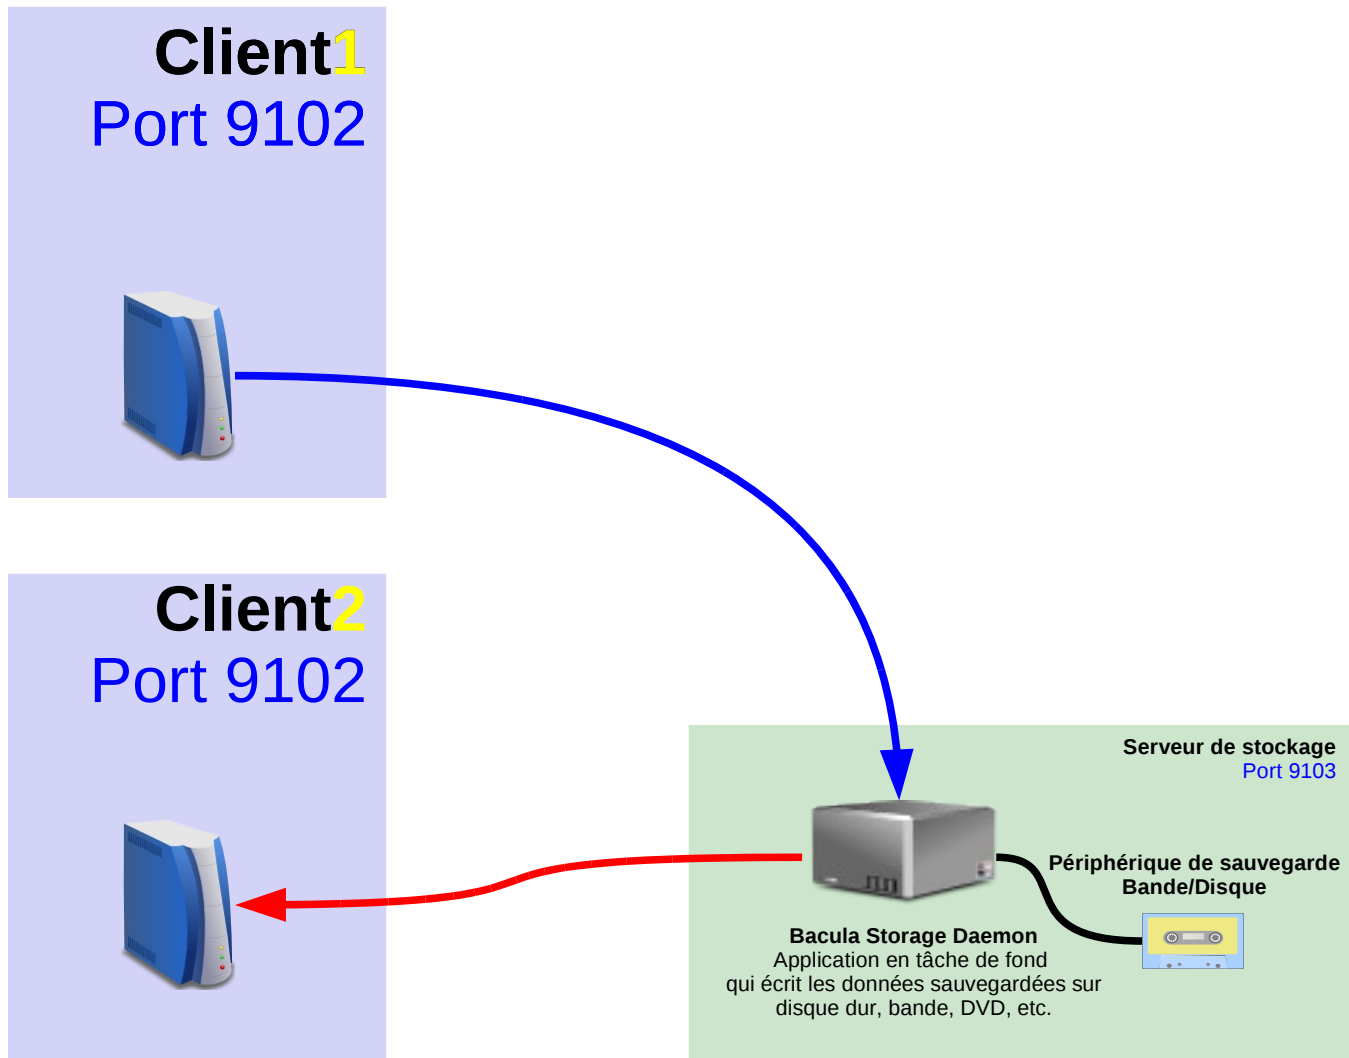 Client1
Port 9102
Client2
Port 9102
Serveur de stockage
Port 9103
Périphérique de sauvegarde
Bande/Disque
Bacula Storage Daemon
Application en tâche de fond
qui écrit les données sauvegardées sur
disque dur, bande, DVD, etc.